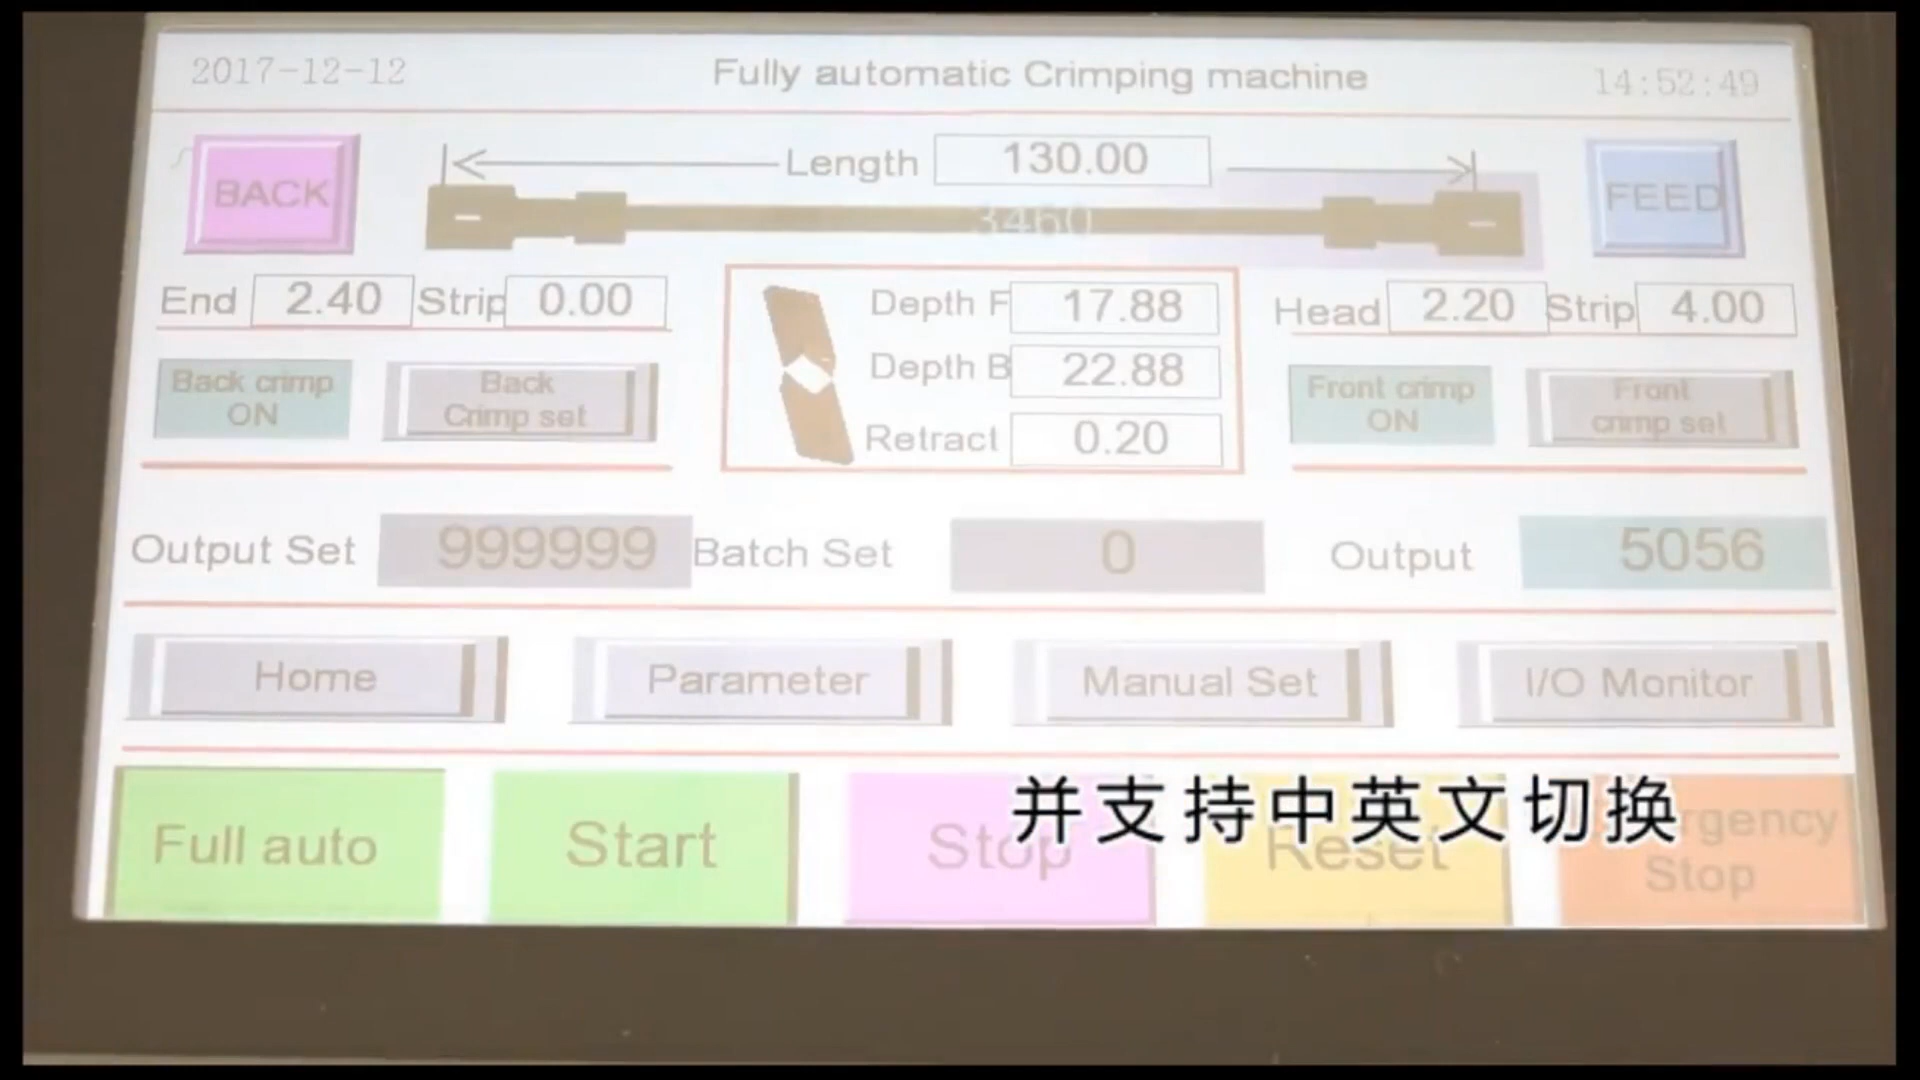 2017-12-12 Fully automatic Crimping machine 14:52:49
BACK
Length 130.00
FEED
3460
End 2.40 Strip 0.00
Depth F 17.88
Depth B 22.88
Retract 0.20
Head 2.20 Strip 4.00
Back crimp
ON
Back
Crimp set
Front crimp
ON
Front
crimp set
Output Set 999999 Batch Set 0 Output 5056
Home Parameter Manual Set I/O Monitor
Full auto Start Stop Reset
Emergency
Stop
并支持中英文切换